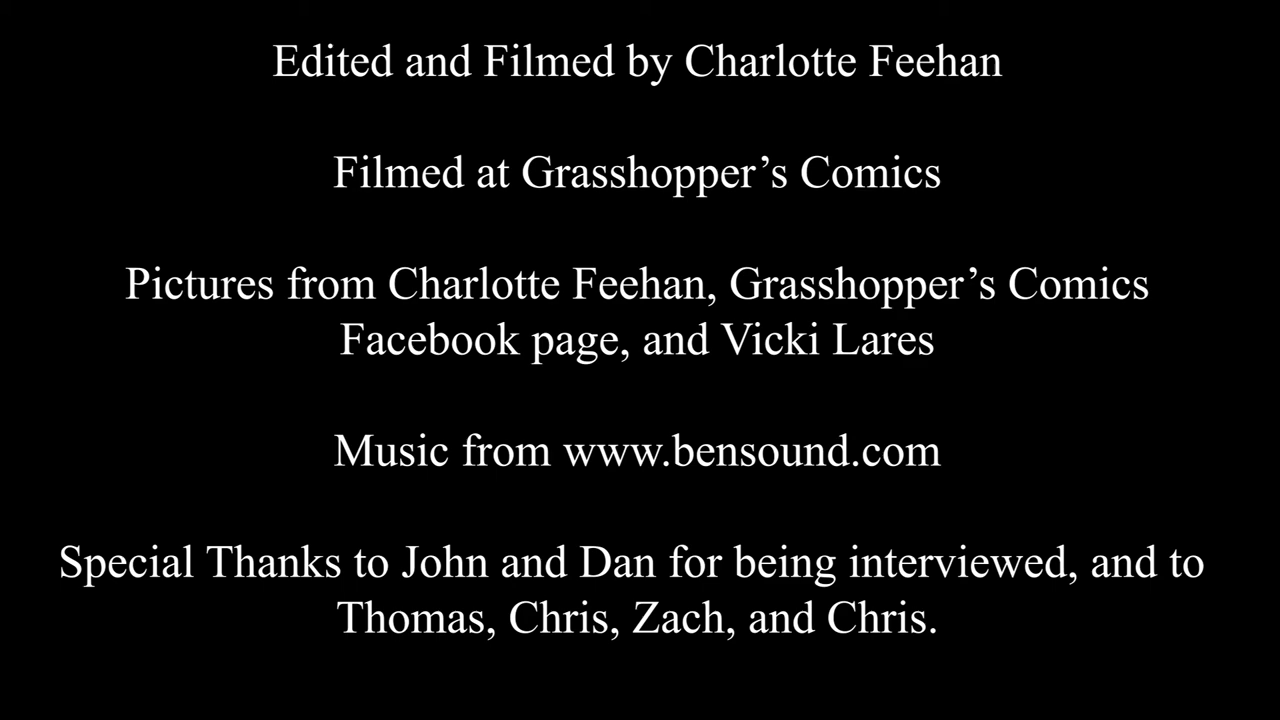 Edited and Filmed by Charlotte Feehan
Filmed at Grasshopper’s Comics
Pictures from Charlotte Feehan, Grasshopper’s Comics
Facebook page, and Vicki Lares
Music from www.bensound.com
Special Thanks to John and Dan for being interviewed, and to
Thomas, Chris, Zach, and Chris.